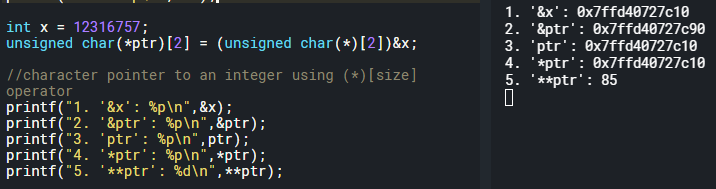 int x = 12316757;
unsigned char(*ptr)[2] = (unsigned char(*)[2])&x;
//character pointer to an integer using (*)[size]
operator
printf("1. '&x': %p\n",&x);
printf("2. '&ptr': %p\n",&ptr);
printf("3. 'ptr': %p\n",ptr);
printf("4. '*ptr': %p\n",*ptr);
printf("5. '**ptr': %d\n",**ptr);
1. '&x': 0x7ffd40727c10
2. '&ptr': 0x7ffd40727c90
3. 'ptr': 0x7ffd40727c10
4. '*ptr': 0x7ffd40727c10
5. '**ptr': 85